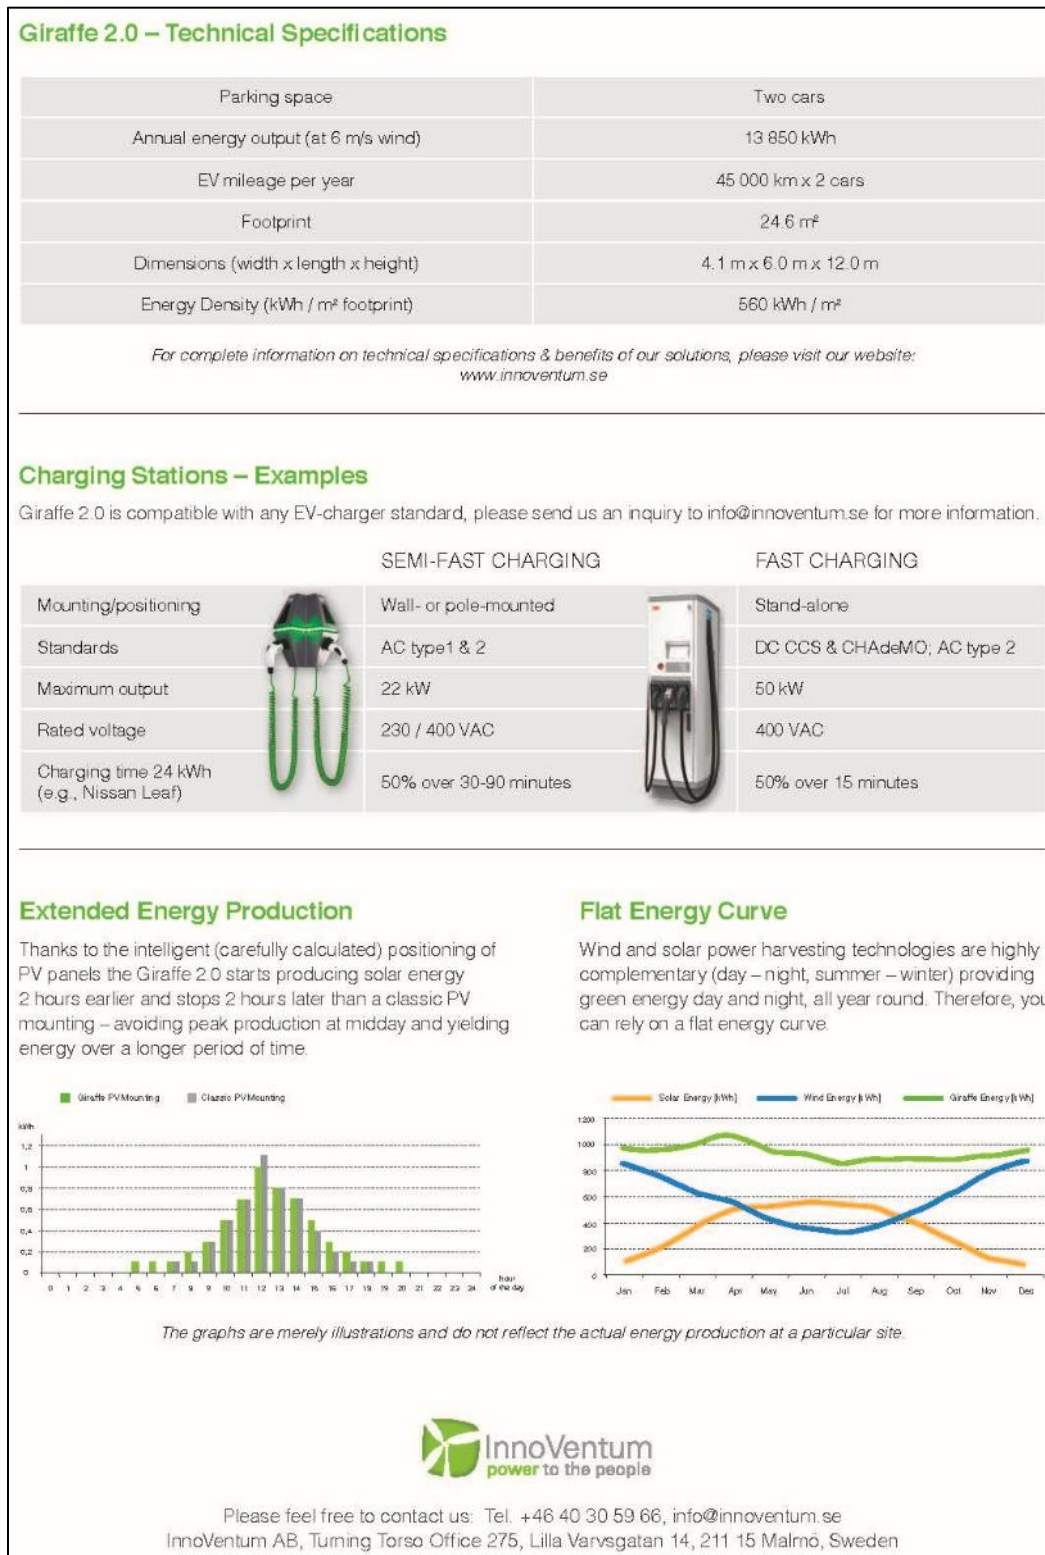 Giraffe 2.0 – Technical Specifications
Parking space Two cars
Annual energy output (at 6 m/s wind) 13 850 kWh
EV mileage per year 45 000 km x 2 cars
Footprint 24.6 m²
Dimensions (width x length x height) 4.1 m x 6.0 m x 12.0 m
Energy Density (kWh / m² footprint) 560 kWh / m²
For complete information on technical specifications & benefits of our solutions, please visit our website:
www.innoventum.se
Charging Stations – Examples
Giraffe 2.0 is compatible with any EV-charger standard, please send us an inquiry to info@innoventum.se for more information.
SEMI-FAST CHARGING FAST CHARGING
Mounting/positioning Wall- or pole-mounted Stand-alone
Standards AC type1 & 2 DC CCS & CHAdeMO; AC type 2
Maximum output 22 kW 50 kW
Rated voltage 230 / 400 VAC 400 VAC
Charging time 24 kWh
(e.g., Nissan Leaf) 50% over 30-90 minutes 50% over 15 minutes
Extended Energy Production
Thanks to the intelligent (carefully calculated) positioning of
PV panels the Giraffe 2.0 starts producing solar energy
2 hours earlier and stops 2 hours later than a classic PV
mounting – avoiding peak production at midday and yielding
energy over a longer period of time.
Giraffe PV Mounting Classic PV Mounting
kWh
1,2
1
0,8
0,6
0,4
0,2
0
0 1 2 3 4 5 6 7 8 9 10 11 12 13 14 15 16 17 18 19 20 21 22 23 24
hour
of the day
Flat Energy Curve
Wind and solar power harvesting technologies are highly
complementary (day – night, summer – winter) providing
green energy day and night, all year round. Therefore, you
can rely on a flat energy curve.
Solar Energy [kWh] Wind Energy [kWh] Giraffe Energy [kWh]
1200
1000
800
600
400
200
0
Jan Feb Mar Apr May Jun Jul Aug Sep Oct Nov Dec
The graphs are merely illustrations and do not reflect the actual energy production at a particular site.
InnoVentum
power to the people
Please feel free to contact us: Tel. +46 40 30 59 66, info@innoventum.se
InnoVentum AB, Turning Torso Office 275, Lilla Varvsgatan 14, 211 15 Malmö, Sweden